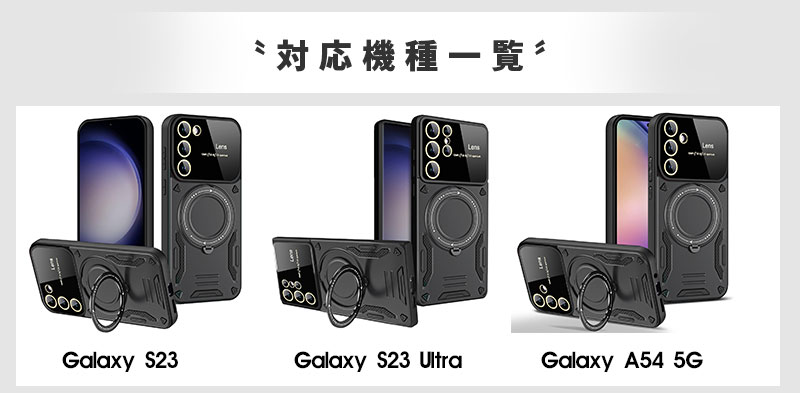 対応機種一覧
Lens
Lens
Lens
Lens
Lens
Lens
Galaxy S23
Galaxy S23 Ultra
Galaxy A54 5G